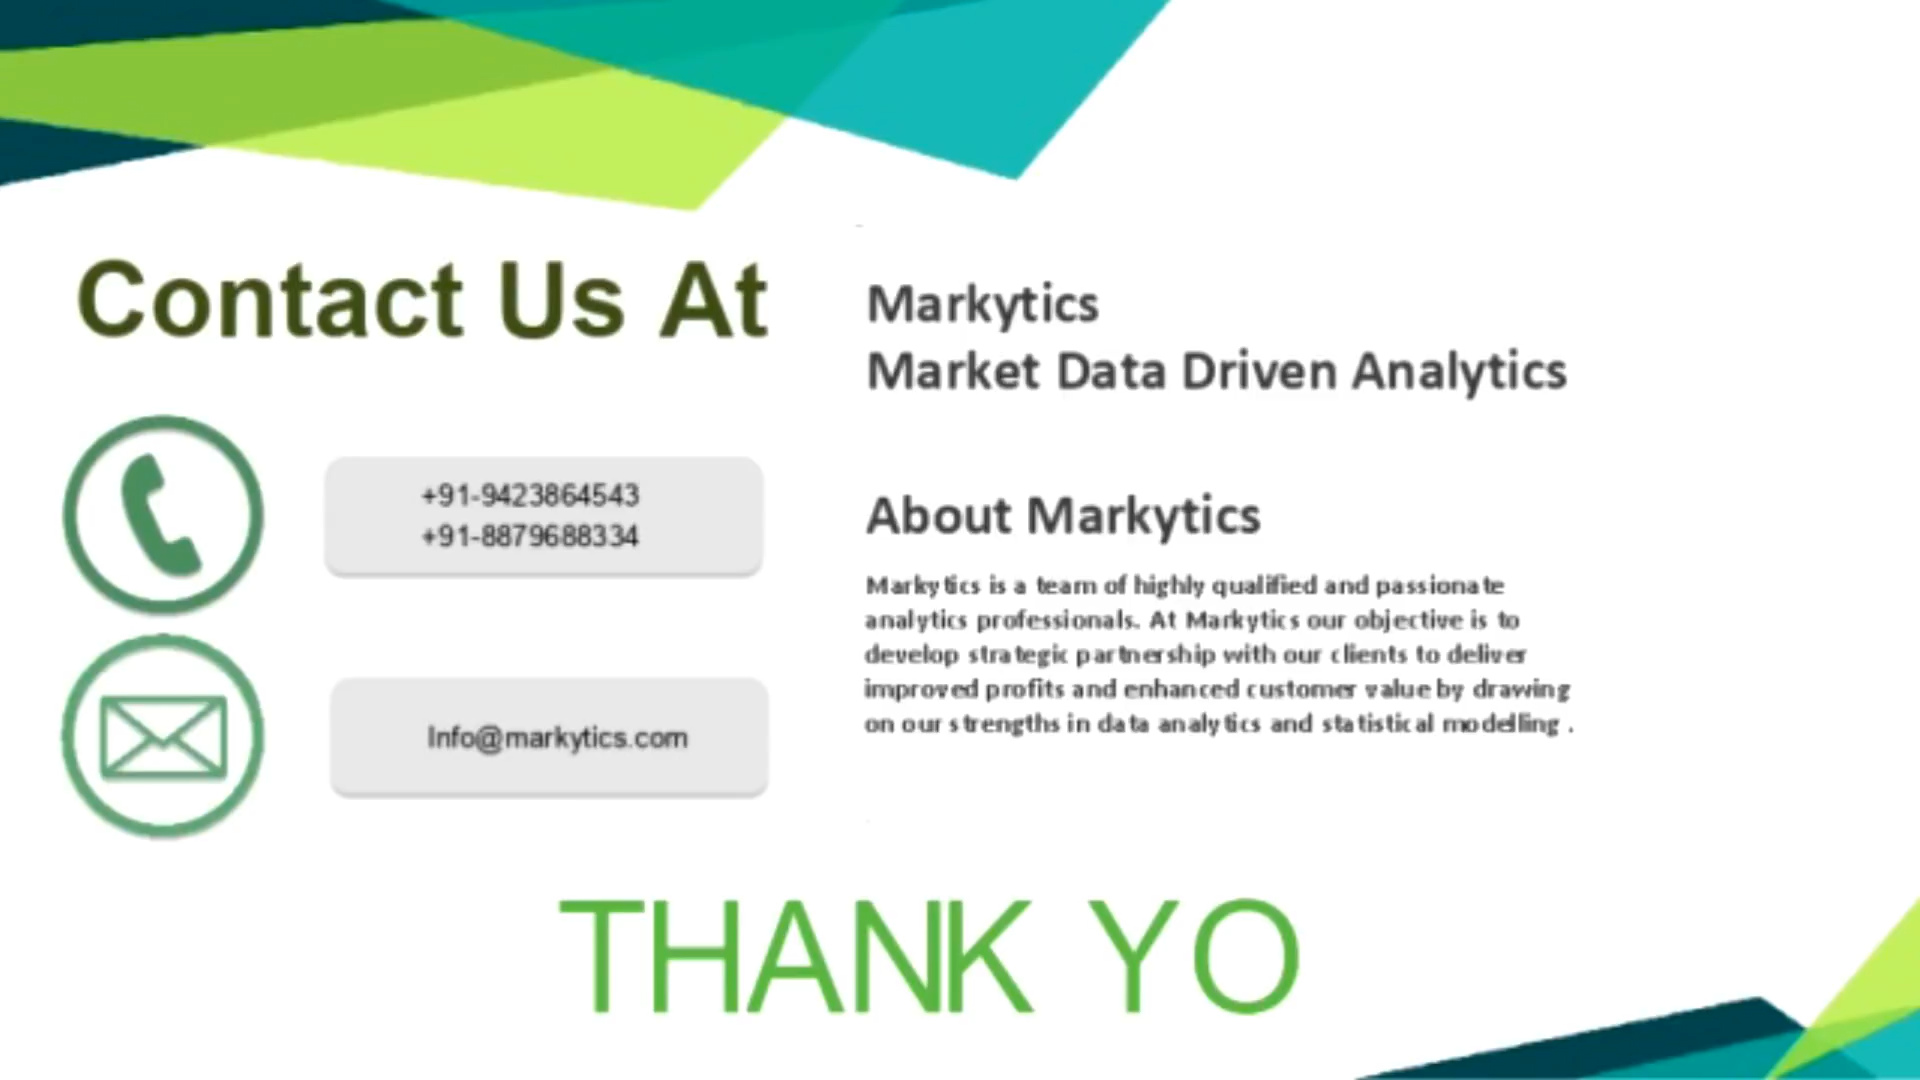 Contact Us At
+91-9423864543
+91-8879688334
Info@markytics.com
Markytics
Market Data Driven Analytics
About Markytics
Markytics is a team of highly qualified and passionate
analytics professionals. At Markytics our objective is to
develop strategic partnership with our clients to deliver
improved profits and enhanced customer value by drawing
on our strengths in data analytics and statistical modelling .
THANK YO